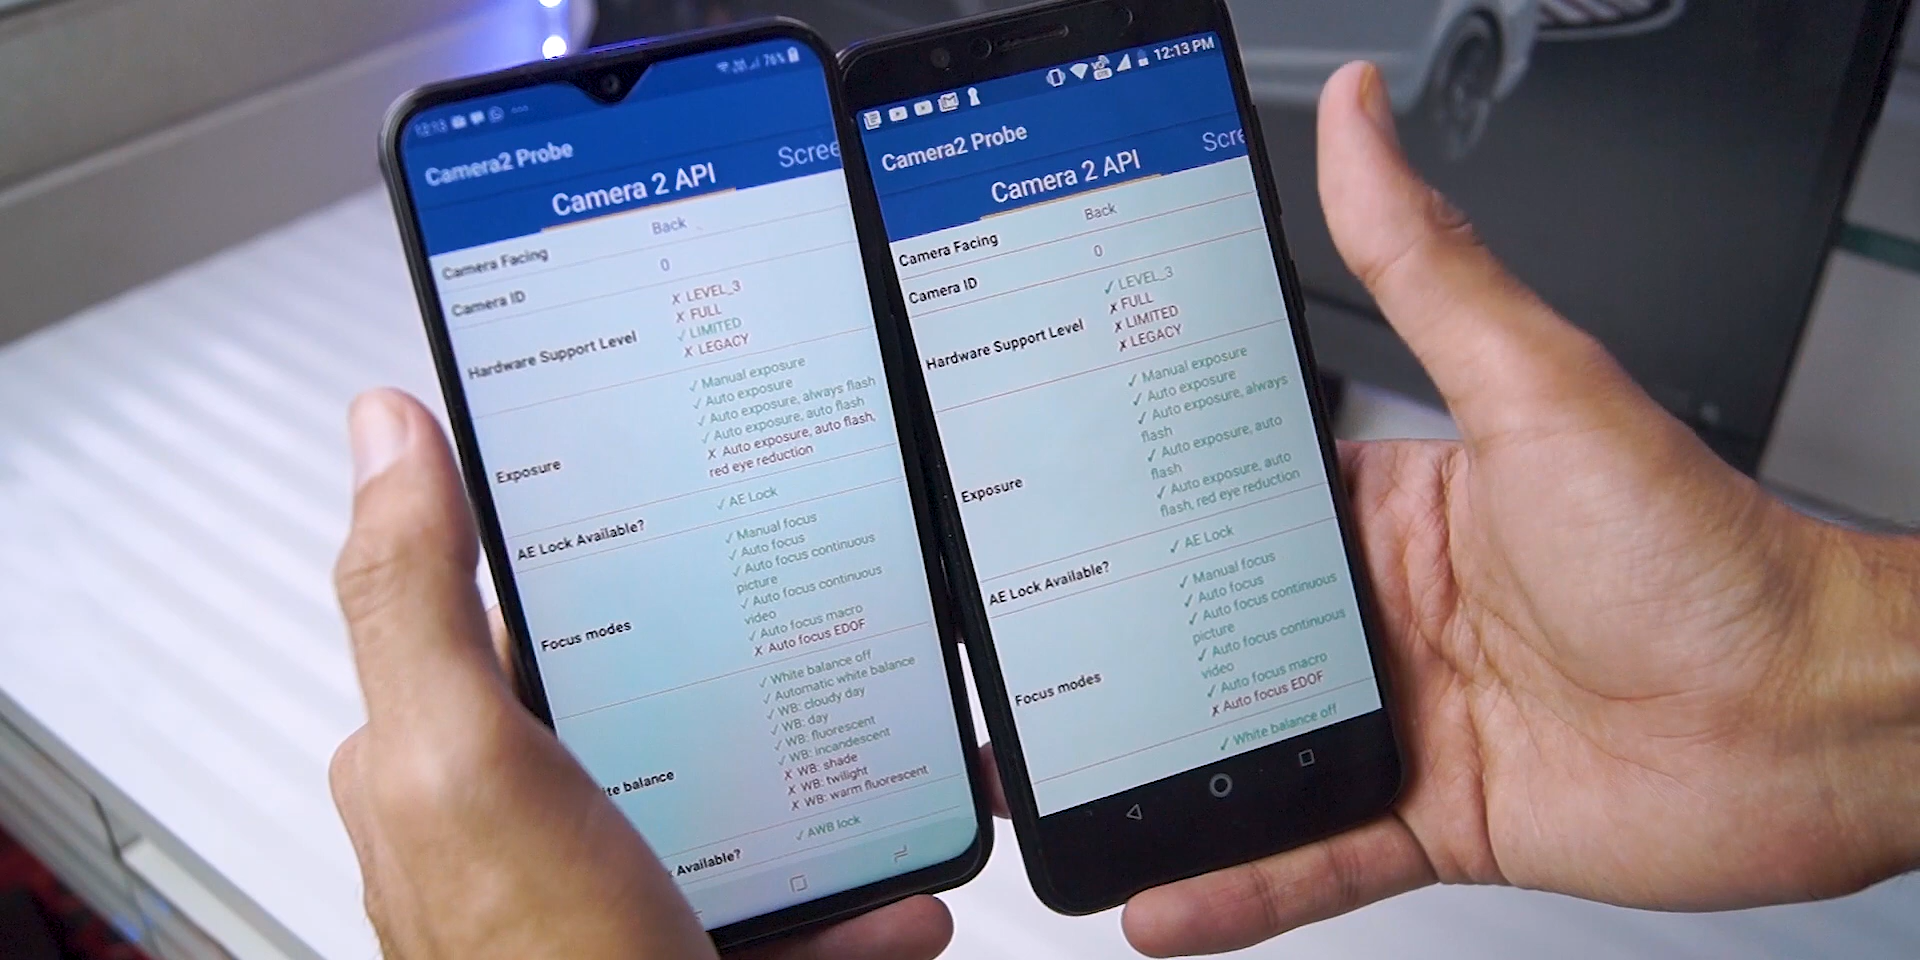 12:13
76%
Camera2 Probe
Camera 2 API
Scree
Camera Facing
Back
Camera ID
0
Hardware Support Level
✗ LEVEL_3
✗ FULL
✓ LIMITED
✗ LEGACY
Exposure
✓ Manual exposure
✓ Auto exposure
✓ Auto exposure, always flash
✓ Auto exposure, auto flash
✗ Auto exposure, auto flash,
red eye reduction
AE Lock Available?
✓ AE Lock
Focus modes
✓ Manual focus
✓ Auto focus
✓ Auto focus continuous
picture
✓ Auto focus continuous
video
✓ Auto focus macro
✗ Auto focus EDOF
ite balance
✓ White balance off
✓ Automatic white balance
✓ WB: cloudy day
✓ WB: day
✓ WB: fluorescent
✓ WB: incandescent
✗ WB: shade
✗ WB: twilight
✗ WB: warm fluorescent
Available?
✓ AWB lock
12:13 PM
Camera2 Probe
Camera 2 API
Scre
Camera Facing
Back
Camera ID
0
Hardware Support Level
✓ LEVEL_3
✗ FULL
✗ LIMITED
✗ LEGACY
Exposure
✓ Manual exposure
✓ Auto exposure
✓ Auto exposure, always
flash
✓ Auto exposure, auto
flash
✓ Auto exposure, auto
flash, red eye reduction
AE Lock Available?
✓ AE Lock
Focus modes
✓ Manual focus
✓ Auto focus
✓ Auto focus continuous
picture
✓ Auto focus continuous
video
✓ Auto focus macro
✗ Auto focus EDOF
✓ White balance off